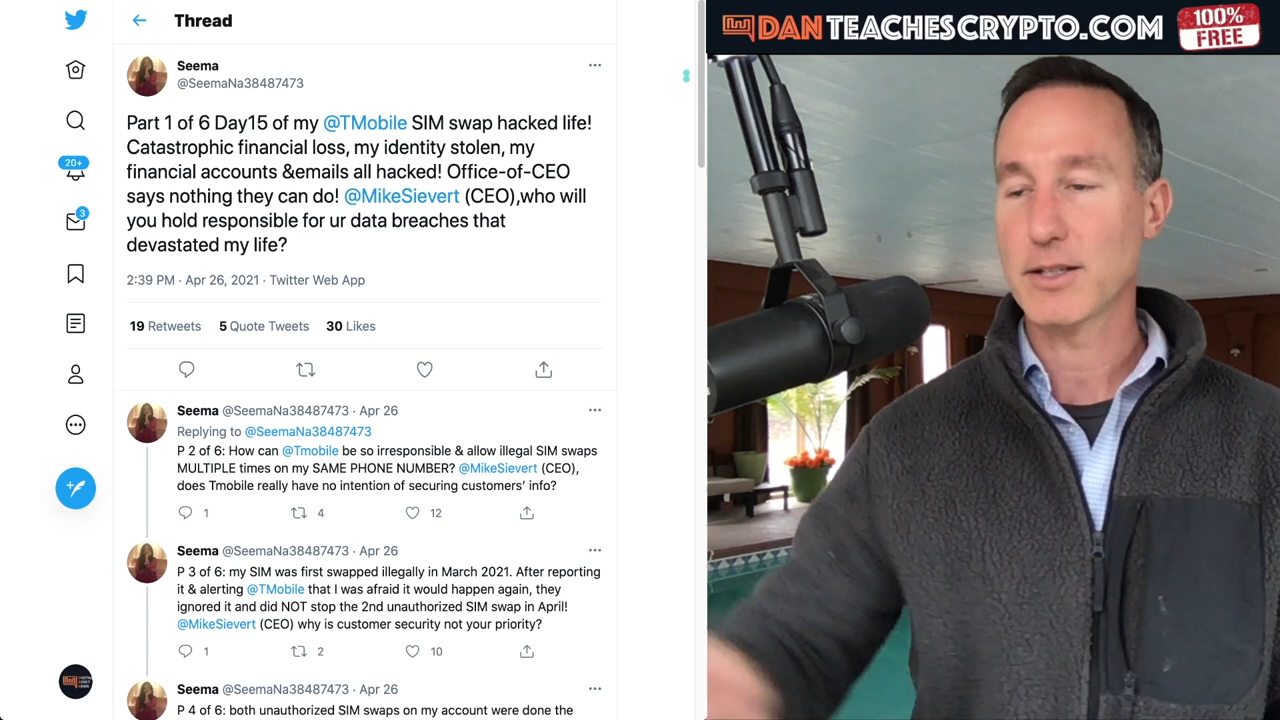 Thread
Seema
@SeemaNa38487473
Part 1 of 6 Day15 of my @TMobile SIM swap hacked life!
Catastrophic financial loss, my identity stolen, my
financial accounts &emails all hacked! Office-of-CEO
says nothing they can do! @MikeSievert (CEO),who will
you hold responsible for ur data breaches that
devastated my life?
2:39 PM · Apr 26, 2021 · Twitter Web App
19 Retweets 5 Quote Tweets 30 Likes
Seema @SeemaNa38487473 · Apr 26
Replying to @SeemaNa38487473
P 2 of 6: How can @Tmobile be so irresponsible & allow illegal SIM swaps
MULTIPLE times on my SAME PHONE NUMBER? @MikeSievert (CEO),
does Tmobile really have no intention of securing customers' info?
1 4 12
Seema @SeemaNa38487473 · Apr 26
P 3 of 6: my SIM was first swapped illegally in March 2021. After reporting
it & alerting @TMobile that I was afraid it would happen again, they
ignored it and did NOT stop the 2nd unauthorized SIM swap in April!
@MikeSievert (CEO) why is customer security not your priority?
1 2 10
Seema @SeemaNa38487473 · Apr 26
P 4 of 6: both unauthorized SIM swaps on my account were done the
20+
3
DANTEACHESCRYPTO.COM
100%
FREE